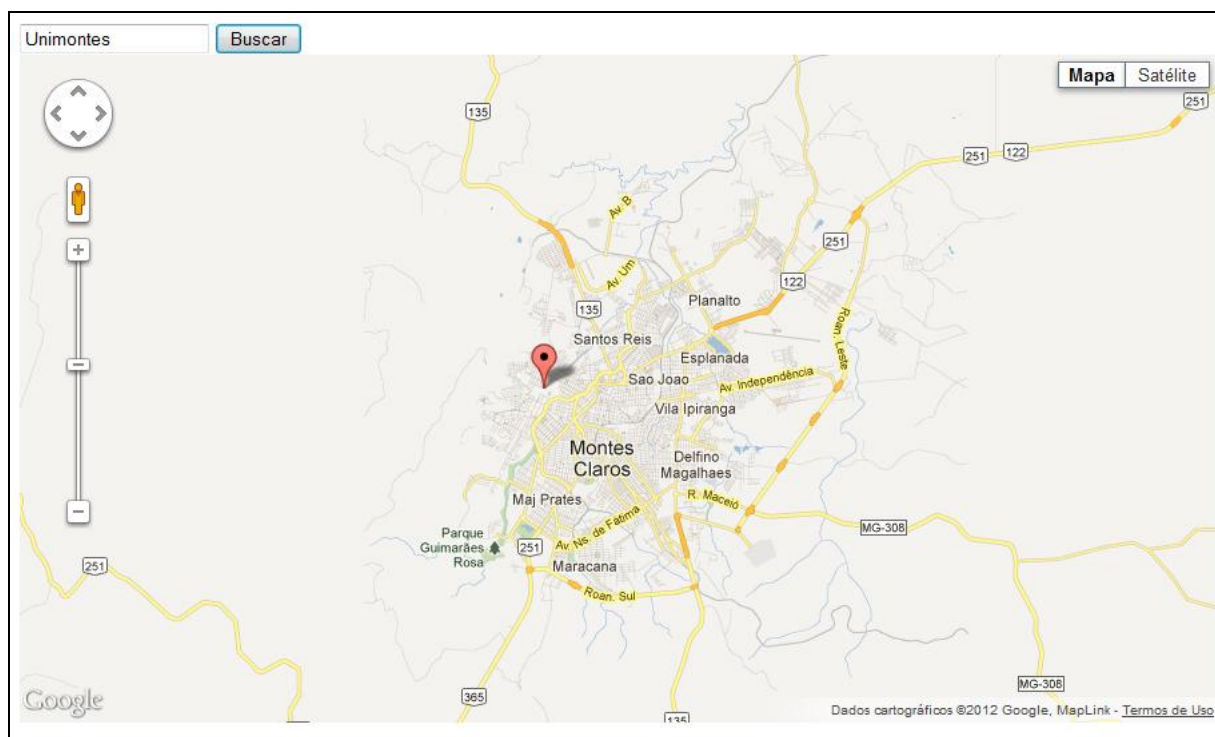 Unimontes
Buscar
Mapa
Satélite
135
251
251
122
Av. B
251
Av. Um
122
Planalto
135
Roan. Leste
Santos Reis
Esplanada
Sao Joao
Av. Independência
Vila Ipiranga
Montes
Claros
Delfino
Magalhaes
Maj Prates
R. Maceió
MG-308
Parque
Guimarães
Rosa
251
Av. Ns. de Fátima
251
Maracana
Roan. Sul
MG-308
365
Google
135
Dados cartográficos ©2012 Google, MapLink - Termos de Uso